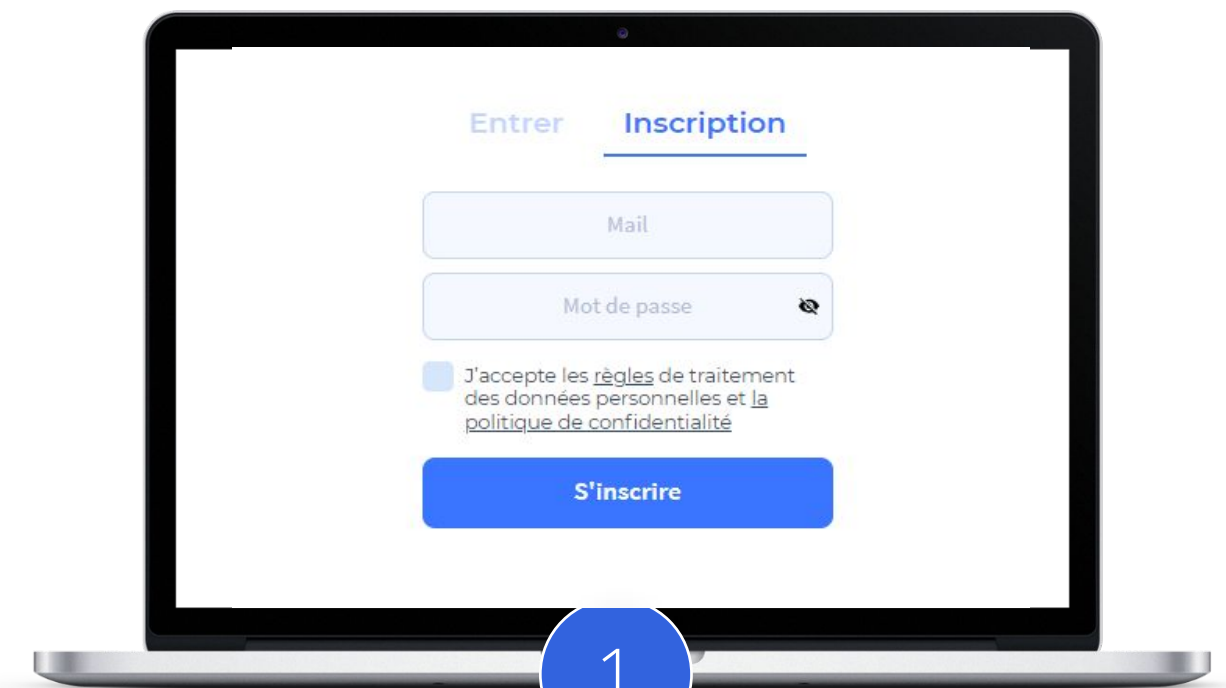 Entrer Inscription
Mail
Mot de passe
J'accepte les règles de traitement
des données personnelles et la
politique de confidentialité
S'inscrire
1